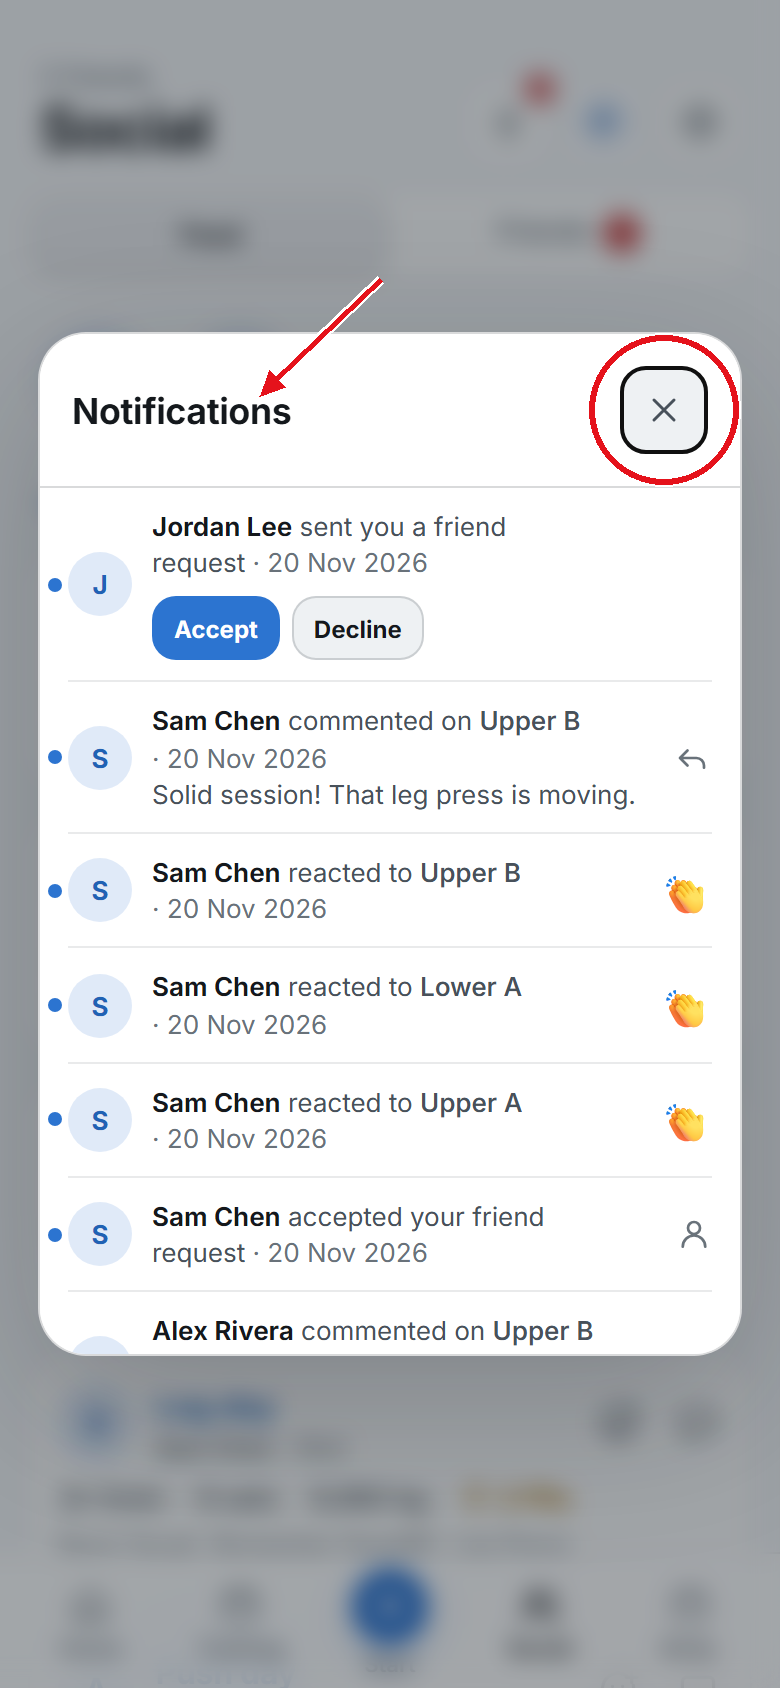 Social
Notifications
Jordan Lee sent you a friend
request · 20 Nov 2026
J
Accept
Decline
Sam Chen commented on Upper B
· 20 Nov 2026
S
Solid session! That leg press is moving.
Sam Chen reacted to Upper B
S
· 20 Nov 2026
Sam Chen reacted to Lower A
S
· 20 Nov 2026
Sam Chen reacted to Upper A
S
· 20 Nov 2026
Sam Chen accepted your friend
S
request · 20 Nov 2026
Alex Rivera commented on Upper B